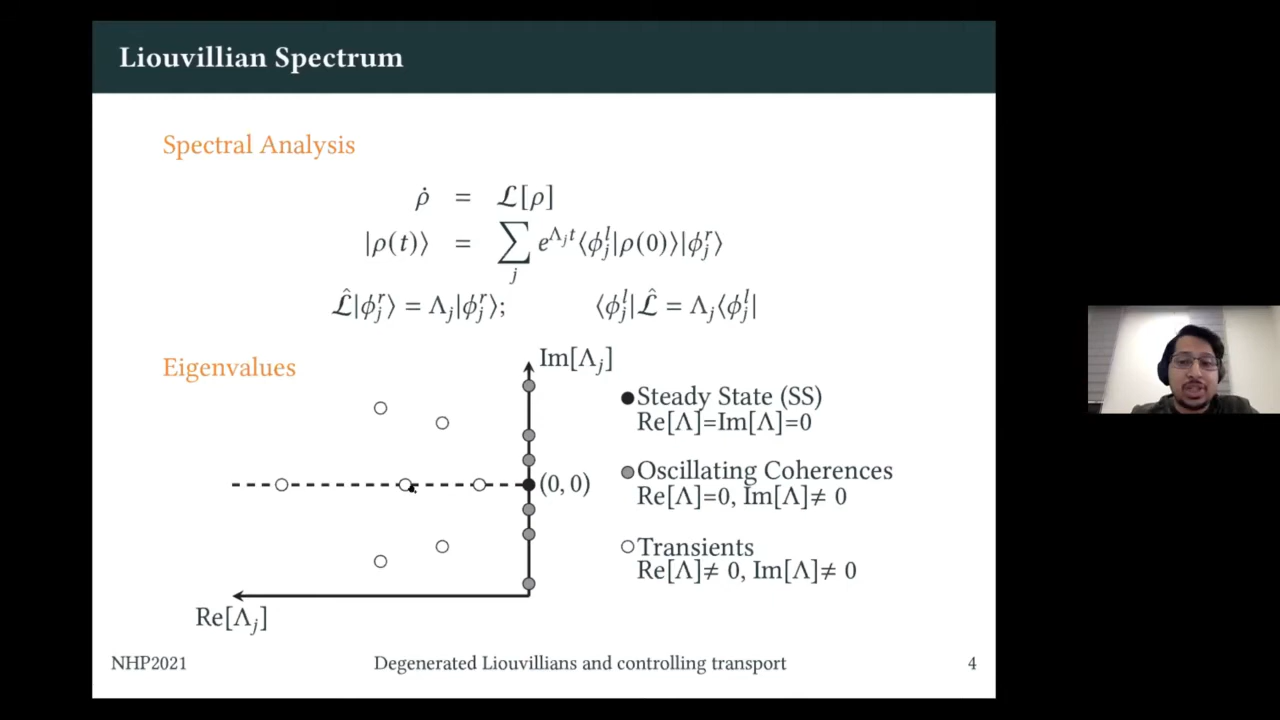 Liouvillian Spectrum
Spectral Analysis
ρ̇ = ℒ[ρ]
|ρ(t)⟩ = ∑_j e^{Λ_j t}⟨ϕ_j^l|ρ(0)⟩|ϕ_j^r⟩
ℒ̂|ϕ_j^r⟩ = Λ_j|ϕ_j^r⟩; ⟨ϕ_j^l|ℒ̂ = Λ_j⟨ϕ_j^l|
Eigenvalues
Im[Λ_j]
(0, 0)
Re[Λ_j]
Steady State (SS)
Re[Λ]=Im[Λ]=0
Oscillating Coherences
Re[Λ]=0, Im[Λ]≠ 0
Transients
Re[Λ]≠ 0, Im[Λ]≠ 0
NHP2021 Degenerated Liouvillians and controlling transport 4